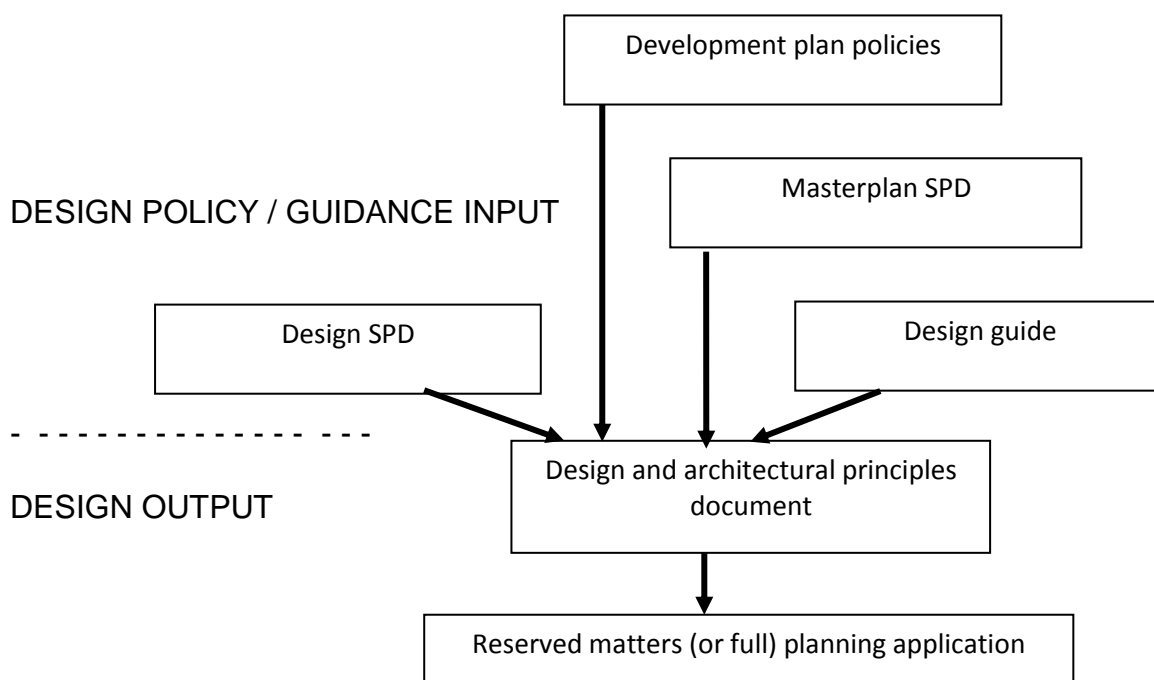 Development plan policies
Masterplan SPD
DESIGN POLICY / GUIDANCE INPUT
Design SPD
Design guide
DESIGN OUTPUT
Design and architectural principles
document
Reserved matters (or full) planning application